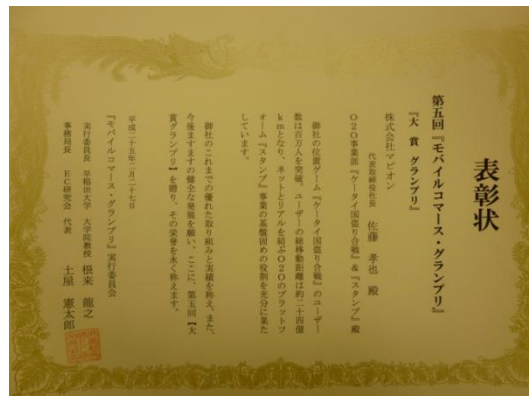 表彰状
第五回『モバイルコマース・グランプリ』
『大賞 グランプリ』
株式会社マピオン
代表取締役社長 佐藤 孝也 殿
O2O事業部『ケータイ国盗り合戦』&『スタンプ』殿
御社の位置ゲーム『ケータイ国盗り合戦』のユーザー
数は百万人を突破、ユーザーの総移動距離は約二十四億
kmとなり、ネットとリアルを結ぶO2Oのプラットフ
ォーム『スタンプ』事業の基盤固めの役割を充分に果た
しています。
御社のこれまでの優れた取り組みと実績を称え、また、
今後ますますの健全な発展を願い、ここに、第五回【大
賞グランプリ】を贈り、その栄誉を永く称えます。
平成二十五年二月二十七日
『モバイルコマース・グランプリ』実行委員会
実行委員長 早稲田大学 大学院教授 根来 龍之
事務局長 EC研究会 代表 土屋 憲太郎